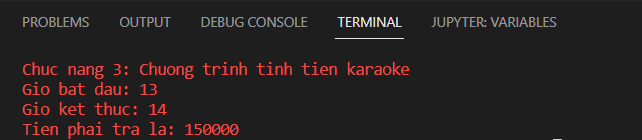 PROBLEMS OUTPUT DEBUG CONSOLE TERMINAL JUPYTER: VARIABLES
Chuc nang 3: Chuong trinh tinh tien karaoke
Gio bat dau: 13
Gio ket thuc: 14
Tien phai tra la: 150000